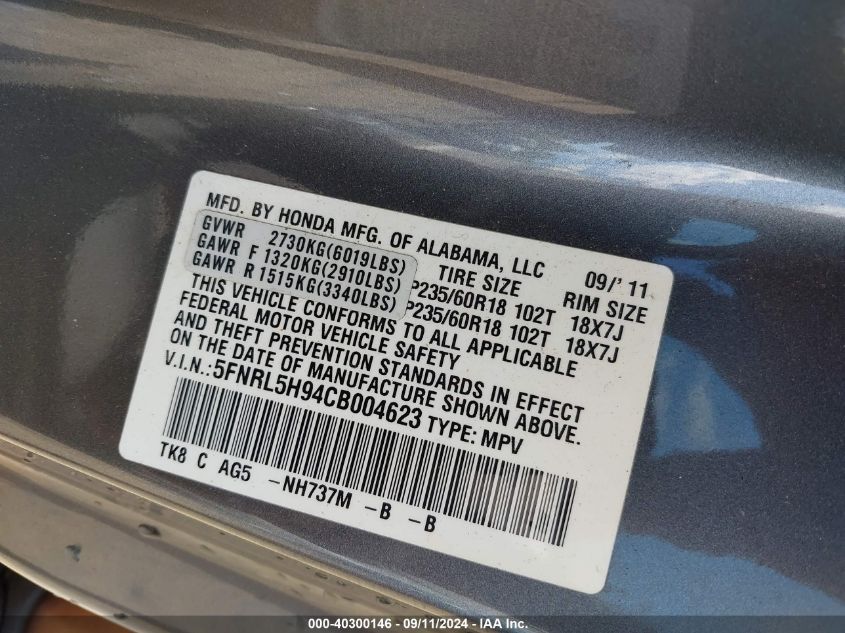 MFD. BY HONDA MFG. OF ALABAMA, LLC 09/' 11
GVWR 2730KG(6019LBS) TIRE SIZE RIM SIZE
GAWR F 1320KG(2910LBS) P235/60R18 102T 18X7J
GAWR R 1515KG(3340LBS) P235/60R18 102T 18X7J
THIS VEHICLE CONFORMS TO ALL APPLICABLE
FEDERAL MOTOR VEHICLE SAFETY
AND THEFT PREVENTION STANDARDS IN EFFECT
ON THE DATE OF MANUFACTURE SHOWN ABOVE.
V.I.N.: 5FNRL5H94CB004623 TYPE: MPV
TK8 C AG5 -NH737M -B -B
000-40300146 - 09/11/2024 - IAA Inc.